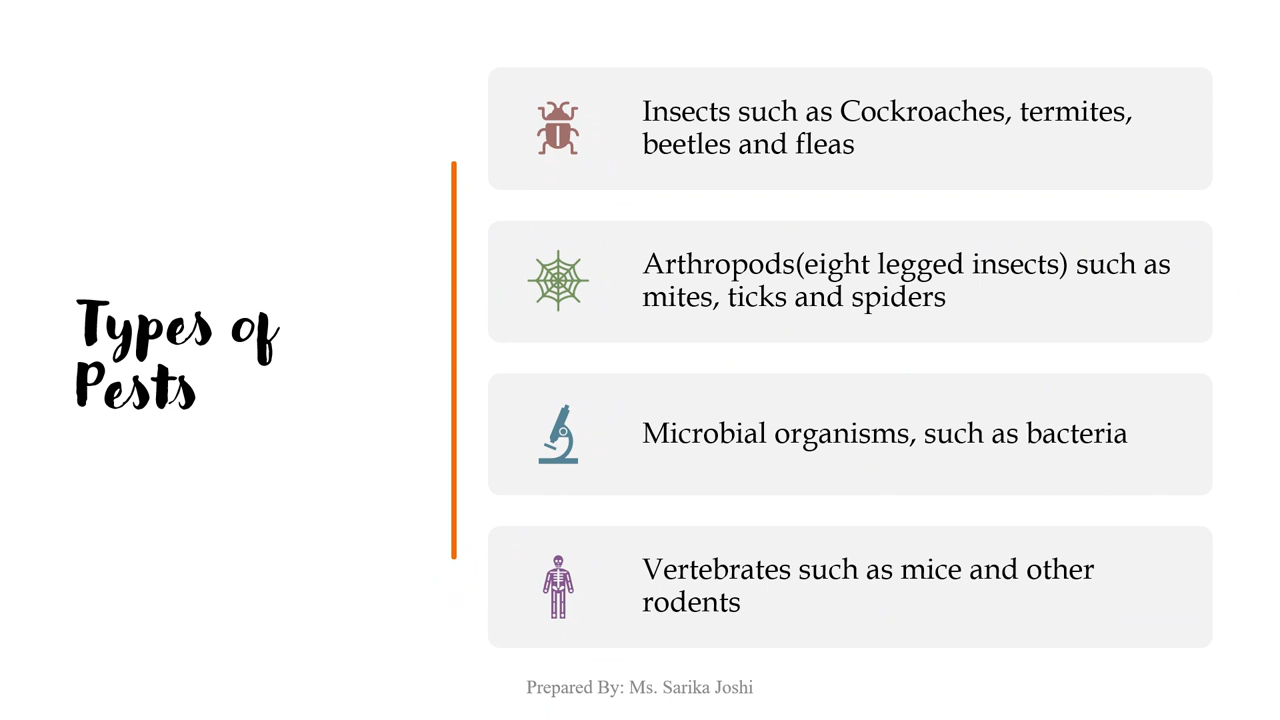 Types of
Pests
Insects such as Cockroaches, termites,
beetles and fleas
Arthropods(eight legged insects) such as
mites, ticks and spiders
Microbial organisms, such as bacteria
Vertebrates such as mice and other
rodents
Prepared By: Ms. Sarika Joshi